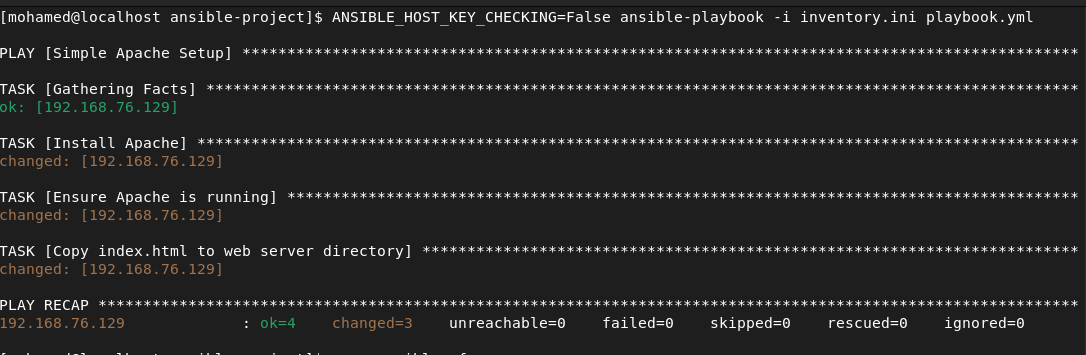 [mohamed@localhost ansible-project]$ ANSIBLE_HOST_KEY_CHECKING=False ansible-playbook -i inventory.ini playbook.yml
PLAY [Simple Apache Setup] *********************************************************************************************
TASK [Gathering Facts] *************************************************************************************************
ok: [192.168.76.129]
TASK [Install Apache] **************************************************************************************************
changed: [192.168.76.129]
TASK [Ensure Apache is running] ****************************************************************************************
changed: [192.168.76.129]
TASK [Copy index.html to web server directory] *************************************************************************
changed: [192.168.76.129]
PLAY RECAP *************************************************************************************************************
192.168.76.129             : ok=4    changed=3    unreachable=0    failed=0    skipped=0    rescued=0    ignored=0